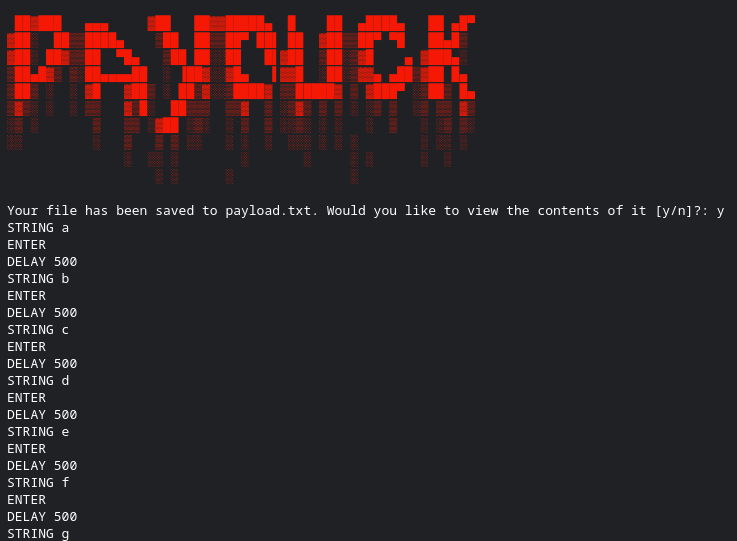 PAYDUCK
Your file has been saved to payload.txt. Would you like to view the contents of it [y/n]?: y
STRING a
ENTER
DELAY 500
STRING b
ENTER
DELAY 500
STRING c
ENTER
DELAY 500
STRING d
ENTER
DELAY 500
STRING e
ENTER
DELAY 500
STRING f
ENTER
DELAY 500
STRING g